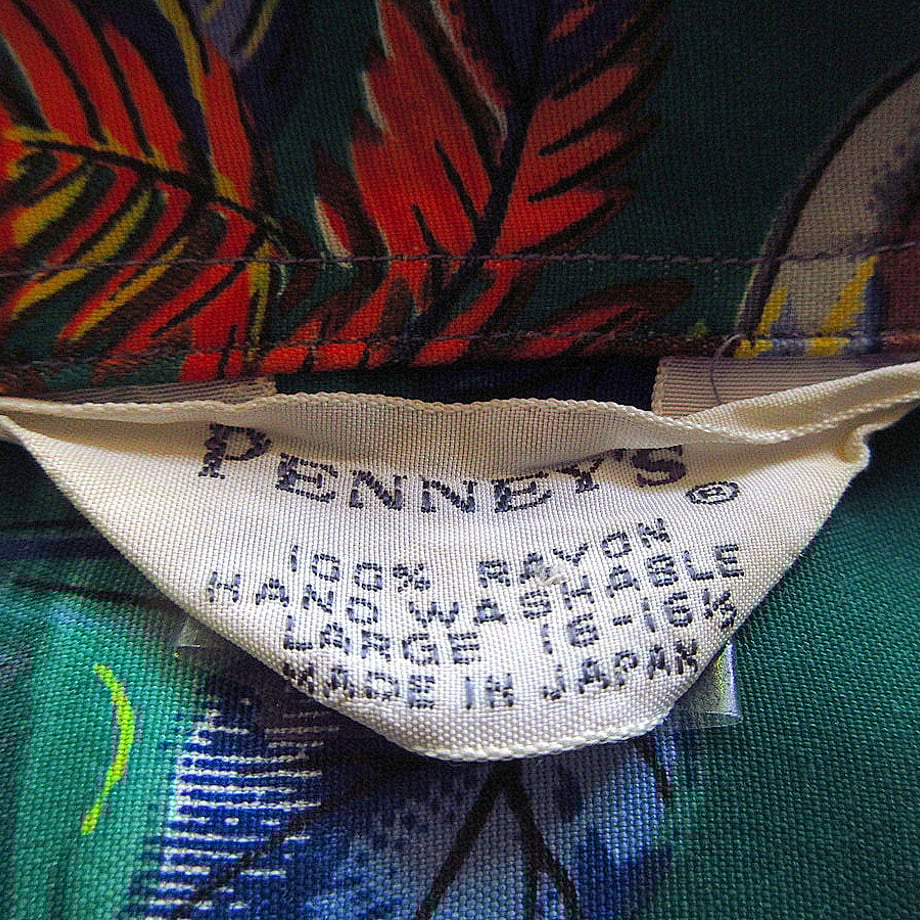 PENNEY'S ®
100% RAYON
HAND WASHABLE
LARGE 16-16½
MADE IN JAPAN